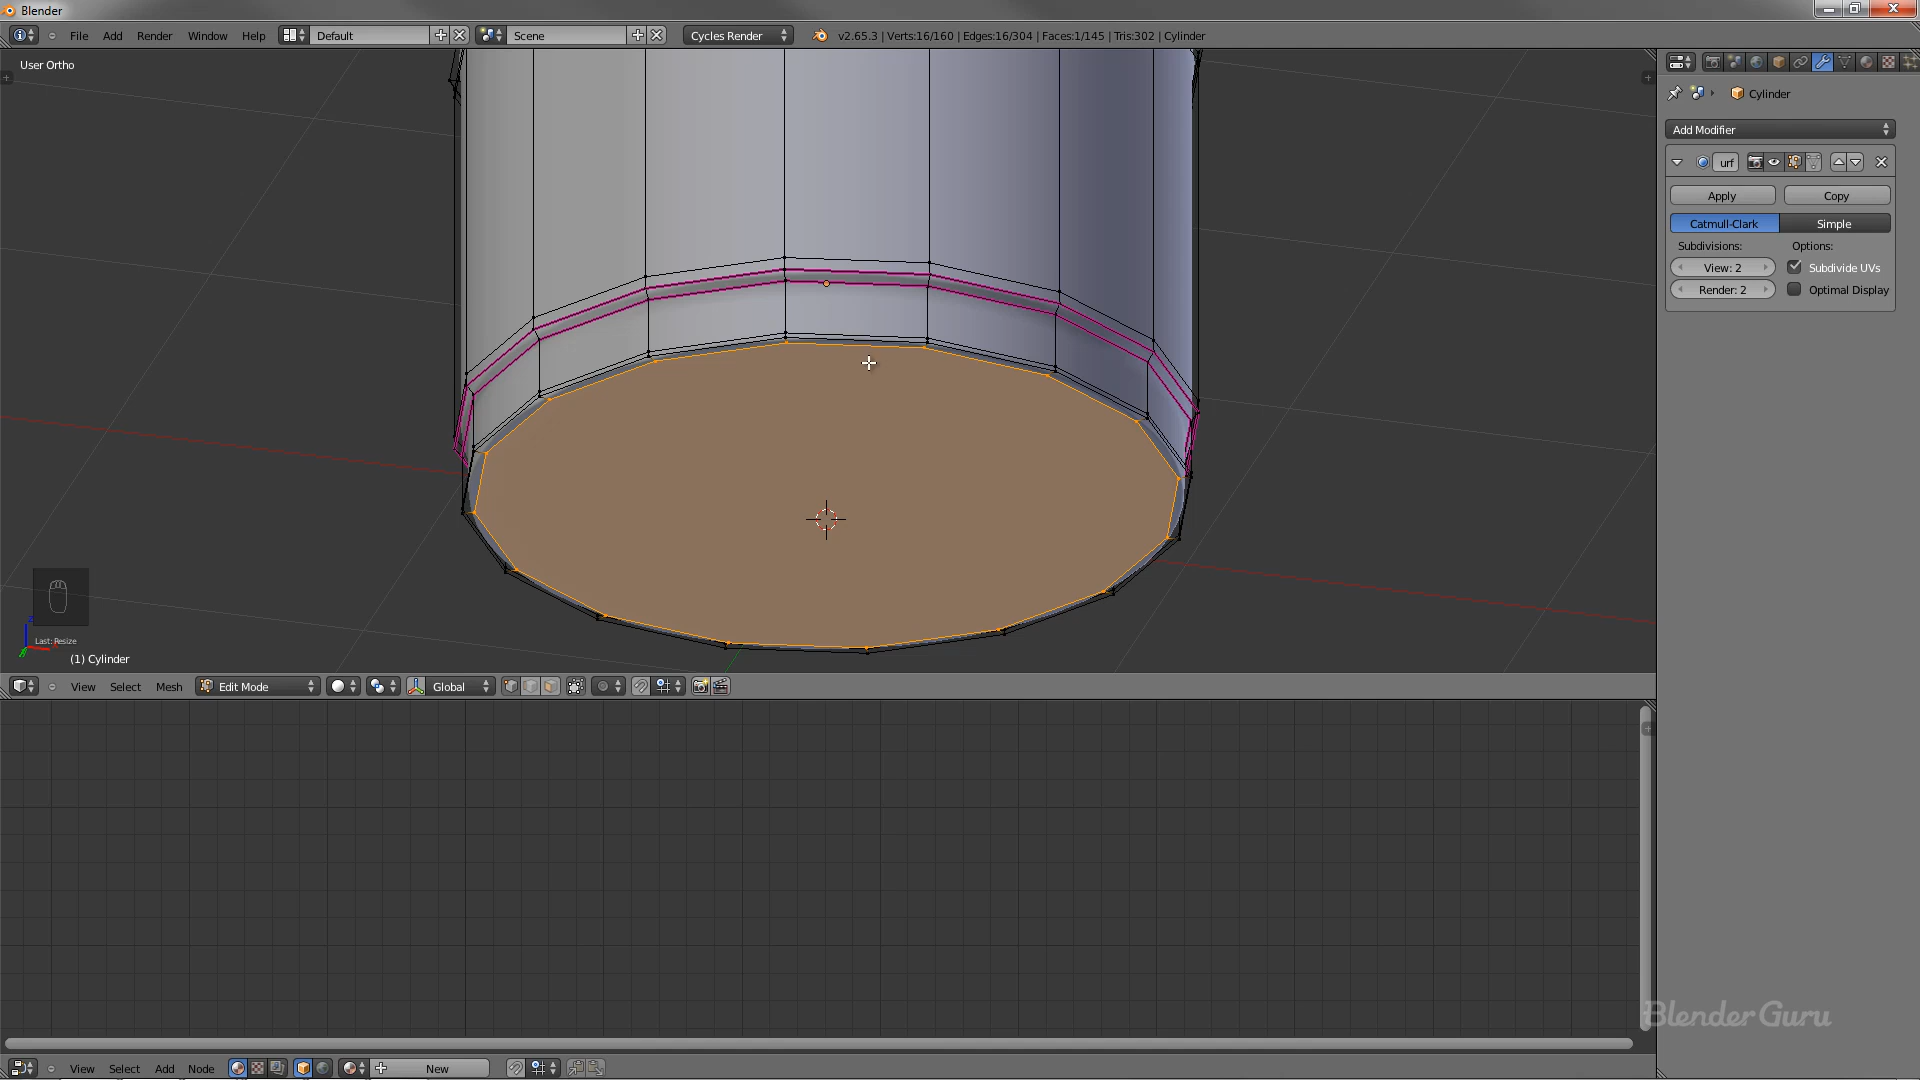 Blender
File Add Render Window Help Default Scene Cycles Render v2.65.3 | Verts:16/160 | Edges:16/304 | Faces:1/145 | Tris:302 | Cylinder
User Ortho
Cylinder
Add Modifier
urf
Apply Copy
Catmull-Clark Simple
Subdivisions: Options:
View: 2 Subdivide UVs
Render: 2 Optimal Display
Last: Resize
(1) Cylinder
View Select Mesh Edit Mode Global
Blender Guru
View Select Add Node New